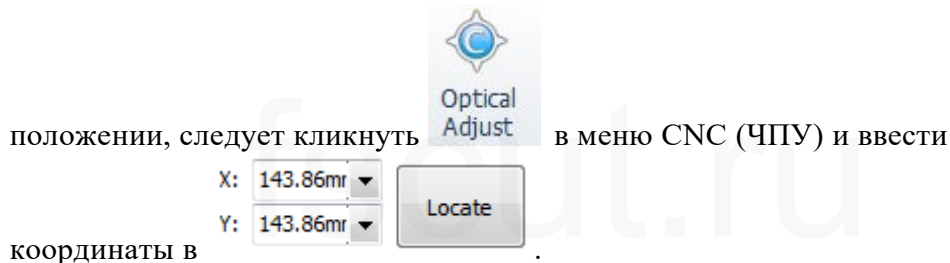 Optical
положении, следует кликнуть Adjust в меню CNC (ЧПУ) и ввести
X: 143.86mr
Locate
Y: 143.86mr
координаты в .